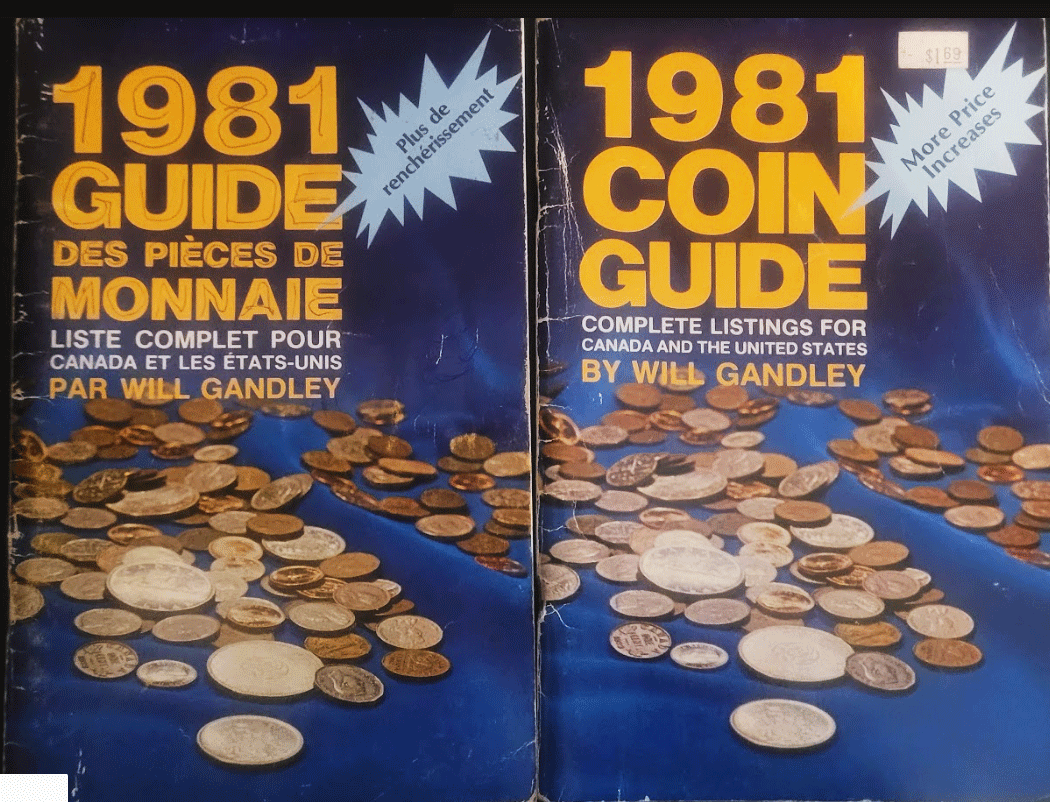 1981
GUIDE
DES PIÈCES DE
MONNAIE
LISTE COMPLET POUR
CANADA ET LES ÉTATS-UNIS
PAR WILL GANDLEY
Plus de
renchérissement
$1.69
1981
COIN
GUIDE
COMPLETE LISTINGS FOR
CANADA AND THE UNITED STATES
BY WILL GANDLEY
More Price
Increases